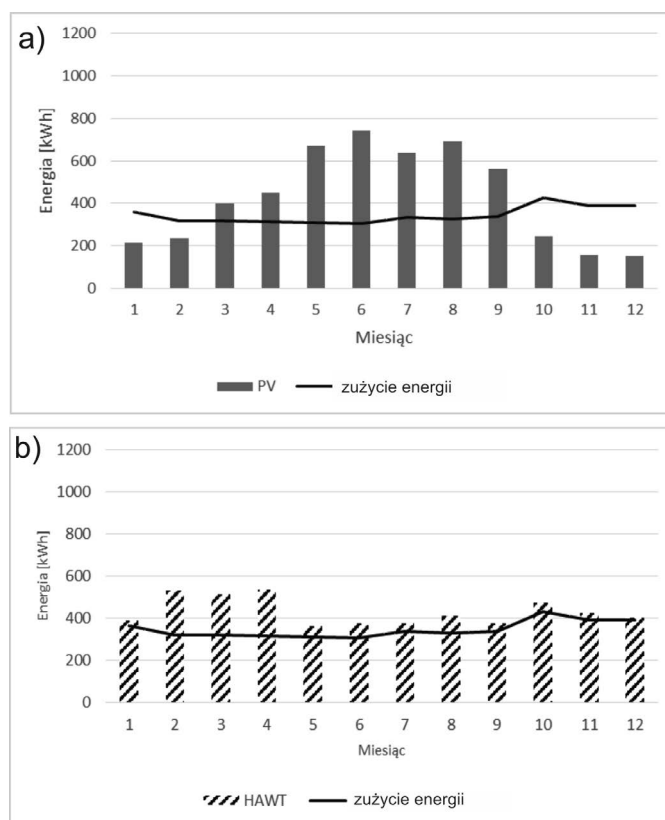 a)
1200
1000
800
600
400
200
0
Energia [kWh]
1 2 3 4 5 6 7 8 9 10 11 12
Miesiąc
PV zużycie energii
b)
1200
1000
800
600
400
200
0
Energia [kWh]
1 2 3 4 5 6 7 8 9 10 11 12
Miesiąc
HAWT zużycie energii